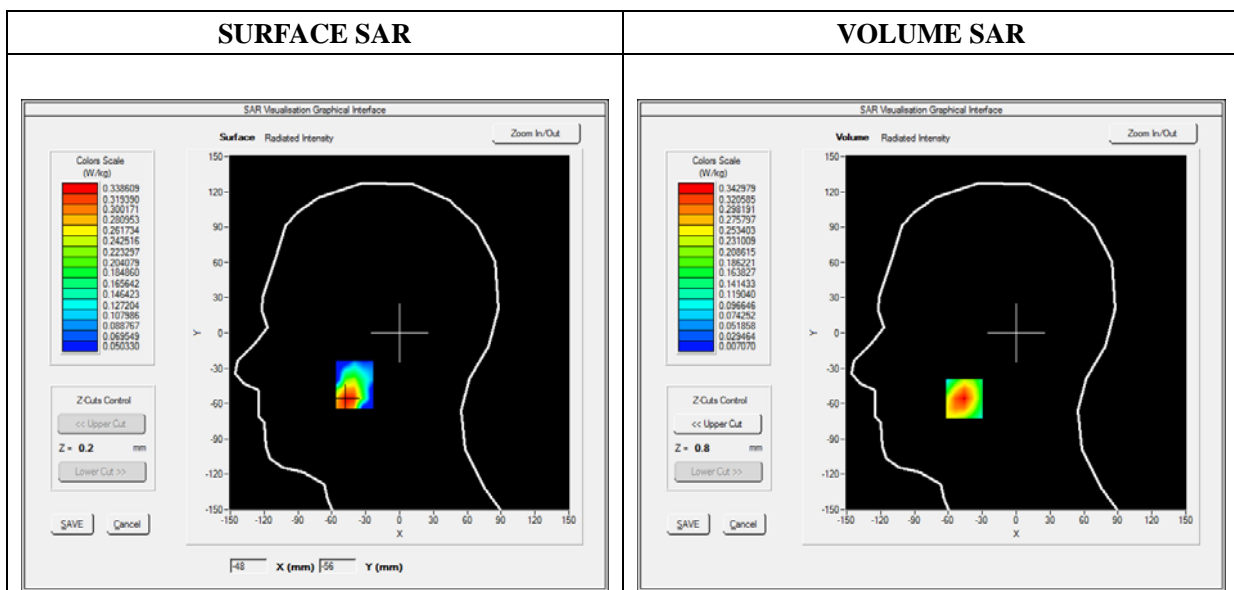 SURFACE SAR
VOLUME SAR
SAR Visualisation Graphical Interface
Surface Radiated Intensity
Zoom In/Out
Colors Scale
(W/kg)
0.338609
0.319390
0.300171
0.280953
0.261734
0.242516
0.223297
0.204079
0.184860
0.165642
0.146423
0.127204
0.107986
0.088767
0.069549
0.050330
Z-Cuts Control
<< Upper Cut
Z = 0.2 mm
Lower Cut >>
SAVE Cancel
150
120
90
60
30
0
-30
-60
-90
-120
-150
Y
-150 -120 -90 -60 -30 0 30 60 90 120 150
X
-48 X (mm) -56 Y (mm)
SAR Visualisation Graphical Interface
Volume Radiated Intensity
Zoom In/Out
Colors Scale
(W/kg)
0.342979
0.320585
0.298191
0.275797
0.253403
0.231009
0.208615
0.186221
0.163827
0.141433
0.119040
0.096646
0.074252
0.051858
0.029464
0.007070
Z-Cuts Control
<< Upper Cut
Z = 0.8 mm
Lower Cut >>
SAVE Cancel
150
120
90
60
30
0
-30
-60
-90
-120
-150
Y
-150 -120 -90 -60 -30 0 30 60 90 120 150
X